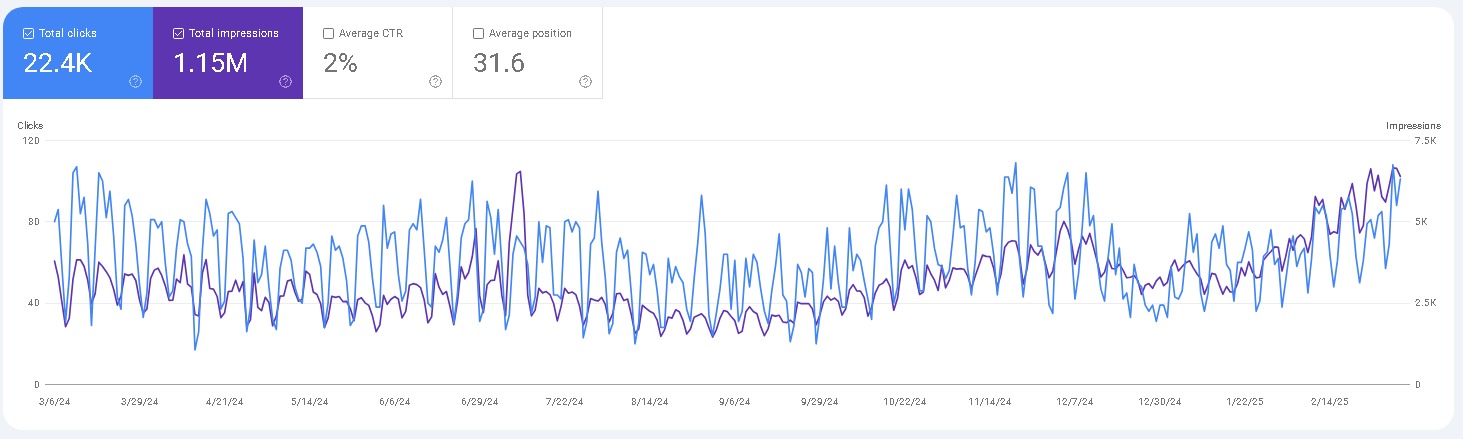 Total clicks Total impressions Average CTR Average position
22.4K 1.15M 2% 31.6
Clicks Impressions
120 7.5K
80 5K
40 2.5K
0 0
3/6/24 3/29/24 4/21/24 5/14/24 6/6/24 6/29/24 7/22/24 8/14/24 9/6/24 9/29/24 10/22/24 11/14/24 12/7/24 12/30/24 1/22/25 2/14/25